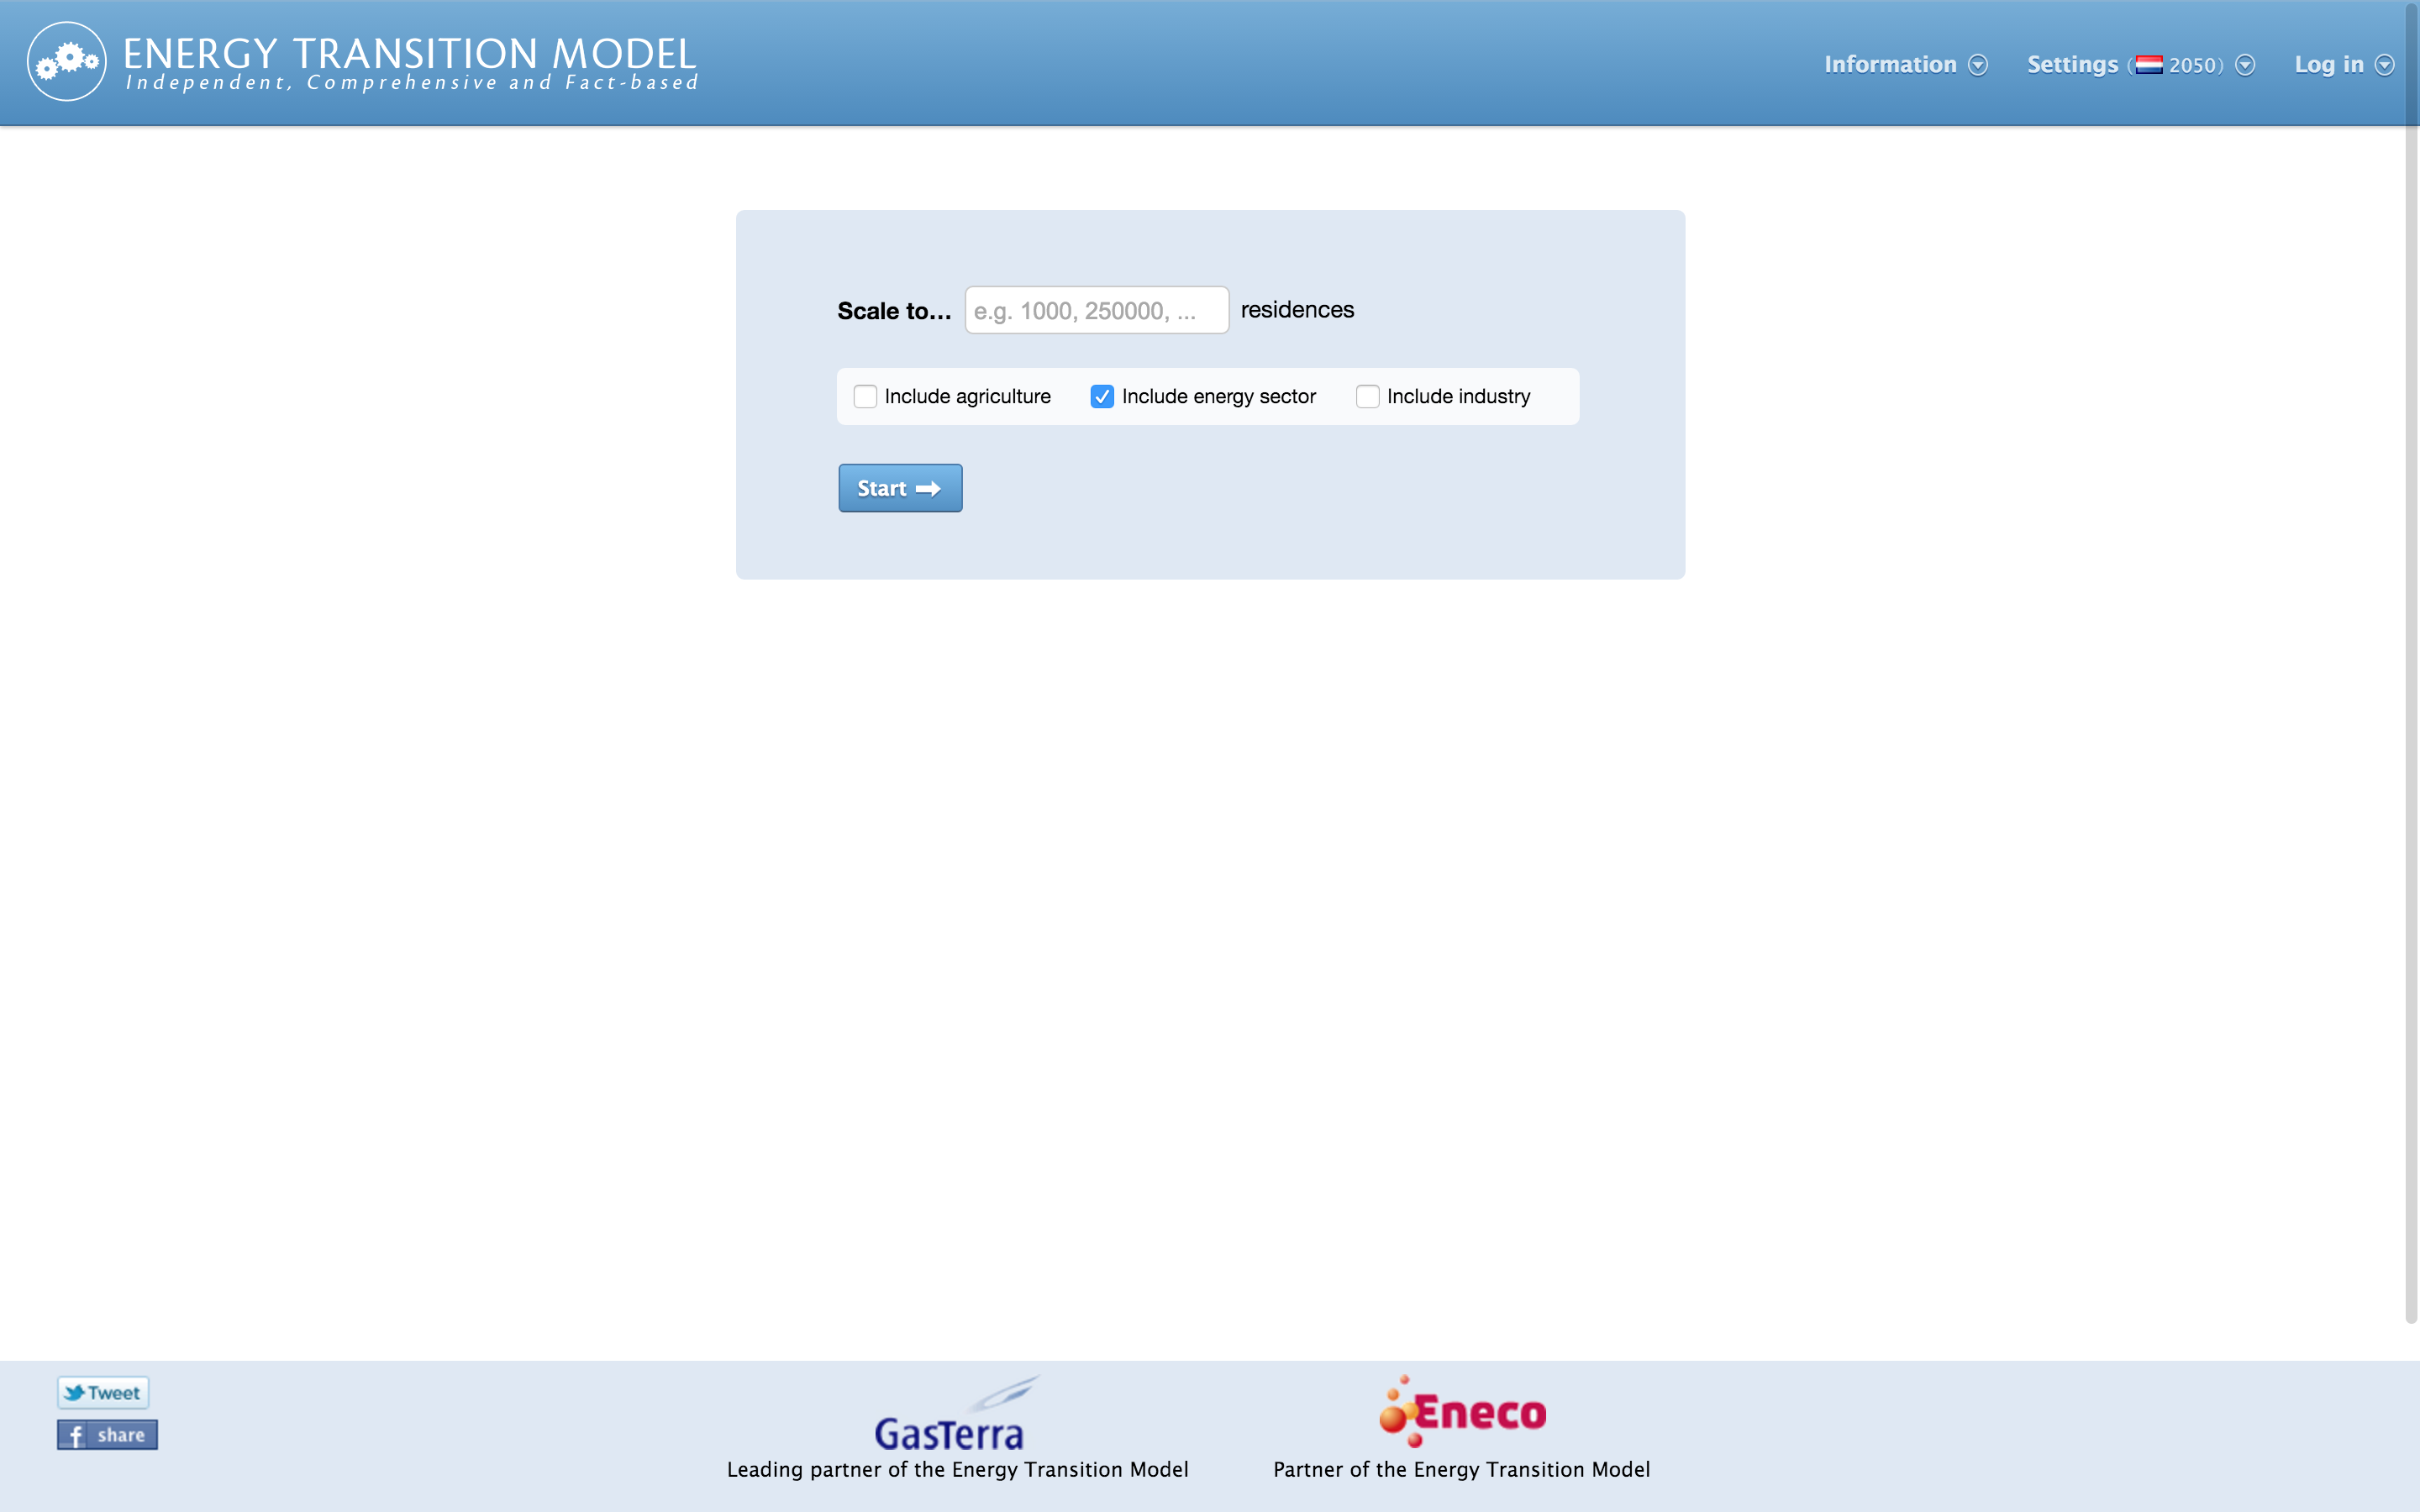 ENERGY TRANSITION MODEL
Independent, Comprehensive and Fact-based
Information
Settings ( 2050)
Log in
Scale to... e.g. 1000, 250000, ... residences
Include agriculture Include energy sector Include industry
Start
Tweet
f share
GasTerra
Leading partner of the Energy Transition Model
Eneco
Partner of the Energy Transition Model